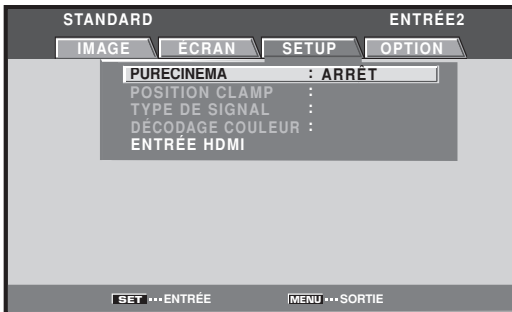 STANDARD ENTRÉE2
IMAGE ÉCRAN SETUP OPTION
PURECINEMA : ARRÊT
POSITION CLAMP :
TYPE DE SIGNAL :
DÉCODAGE COULEUR :
ENTRÉE HDMI
SET ••• ENTRÉE MENU ••• SORTIE